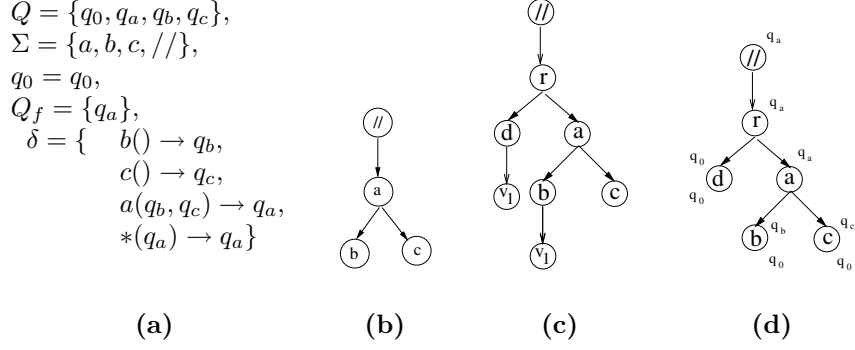 Q = {q0, qa, qb, qc},
Σ = {a, b, c, //},
q0 = q0,
Qf = {qa},
δ = { b() → qb,
c() → qc,
a(qb, qc) → qa,
∗(qa) → qa}
//
a
b c
//
r
d a
v1 b c
v1
// qa
r qa
q0 d a qa
q0
b qb c qc
q0 q0
(a) (b) (c) (d)